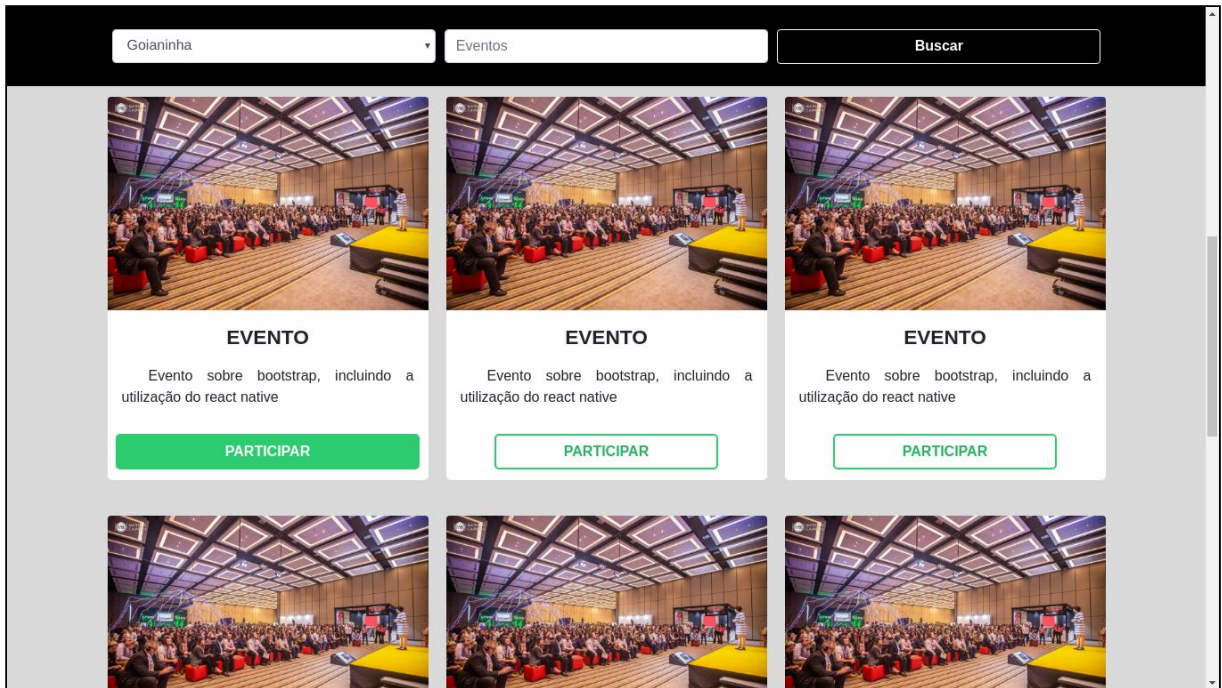 Goianinha
Eventos
Buscar
EVENTO
Evento sobre bootstrap, incluindo a
utilização do react native
PARTICIPAR
EVENTO
Evento sobre bootstrap, incluindo a
utilização do react native
PARTICIPAR
EVENTO
Evento sobre bootstrap, incluindo a
utilização do react native
PARTICIPAR